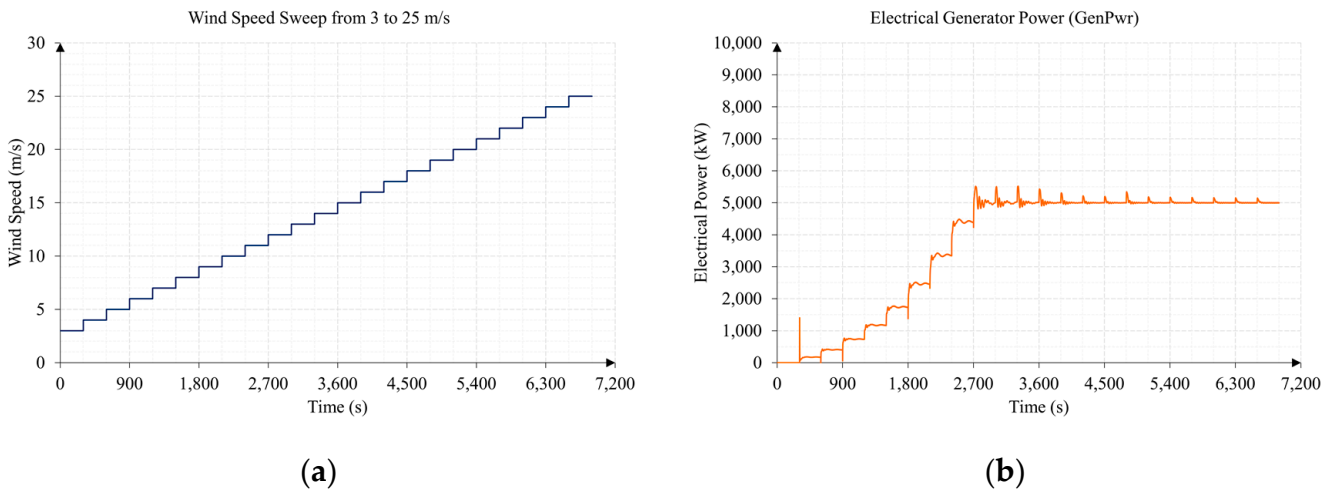 Wind Speed Sweep from 3 to 25 m/s
30
25
20
15
10
5
0
Wind Speed (m/s)
0 900 1,800 2,700 3,600 4,500 5,400 6,300 7,200
Time (s)
(a)
Electrical Generator Power (GenPwr)
10,000
9,000
8,000
7,000
6,000
5,000
4,000
3,000
2,000
1,000
0
Electrical Power (kW)
0 900 1,800 2,700 3,600 4,500 5,400 6,300 7,200
Time (s)
(b)